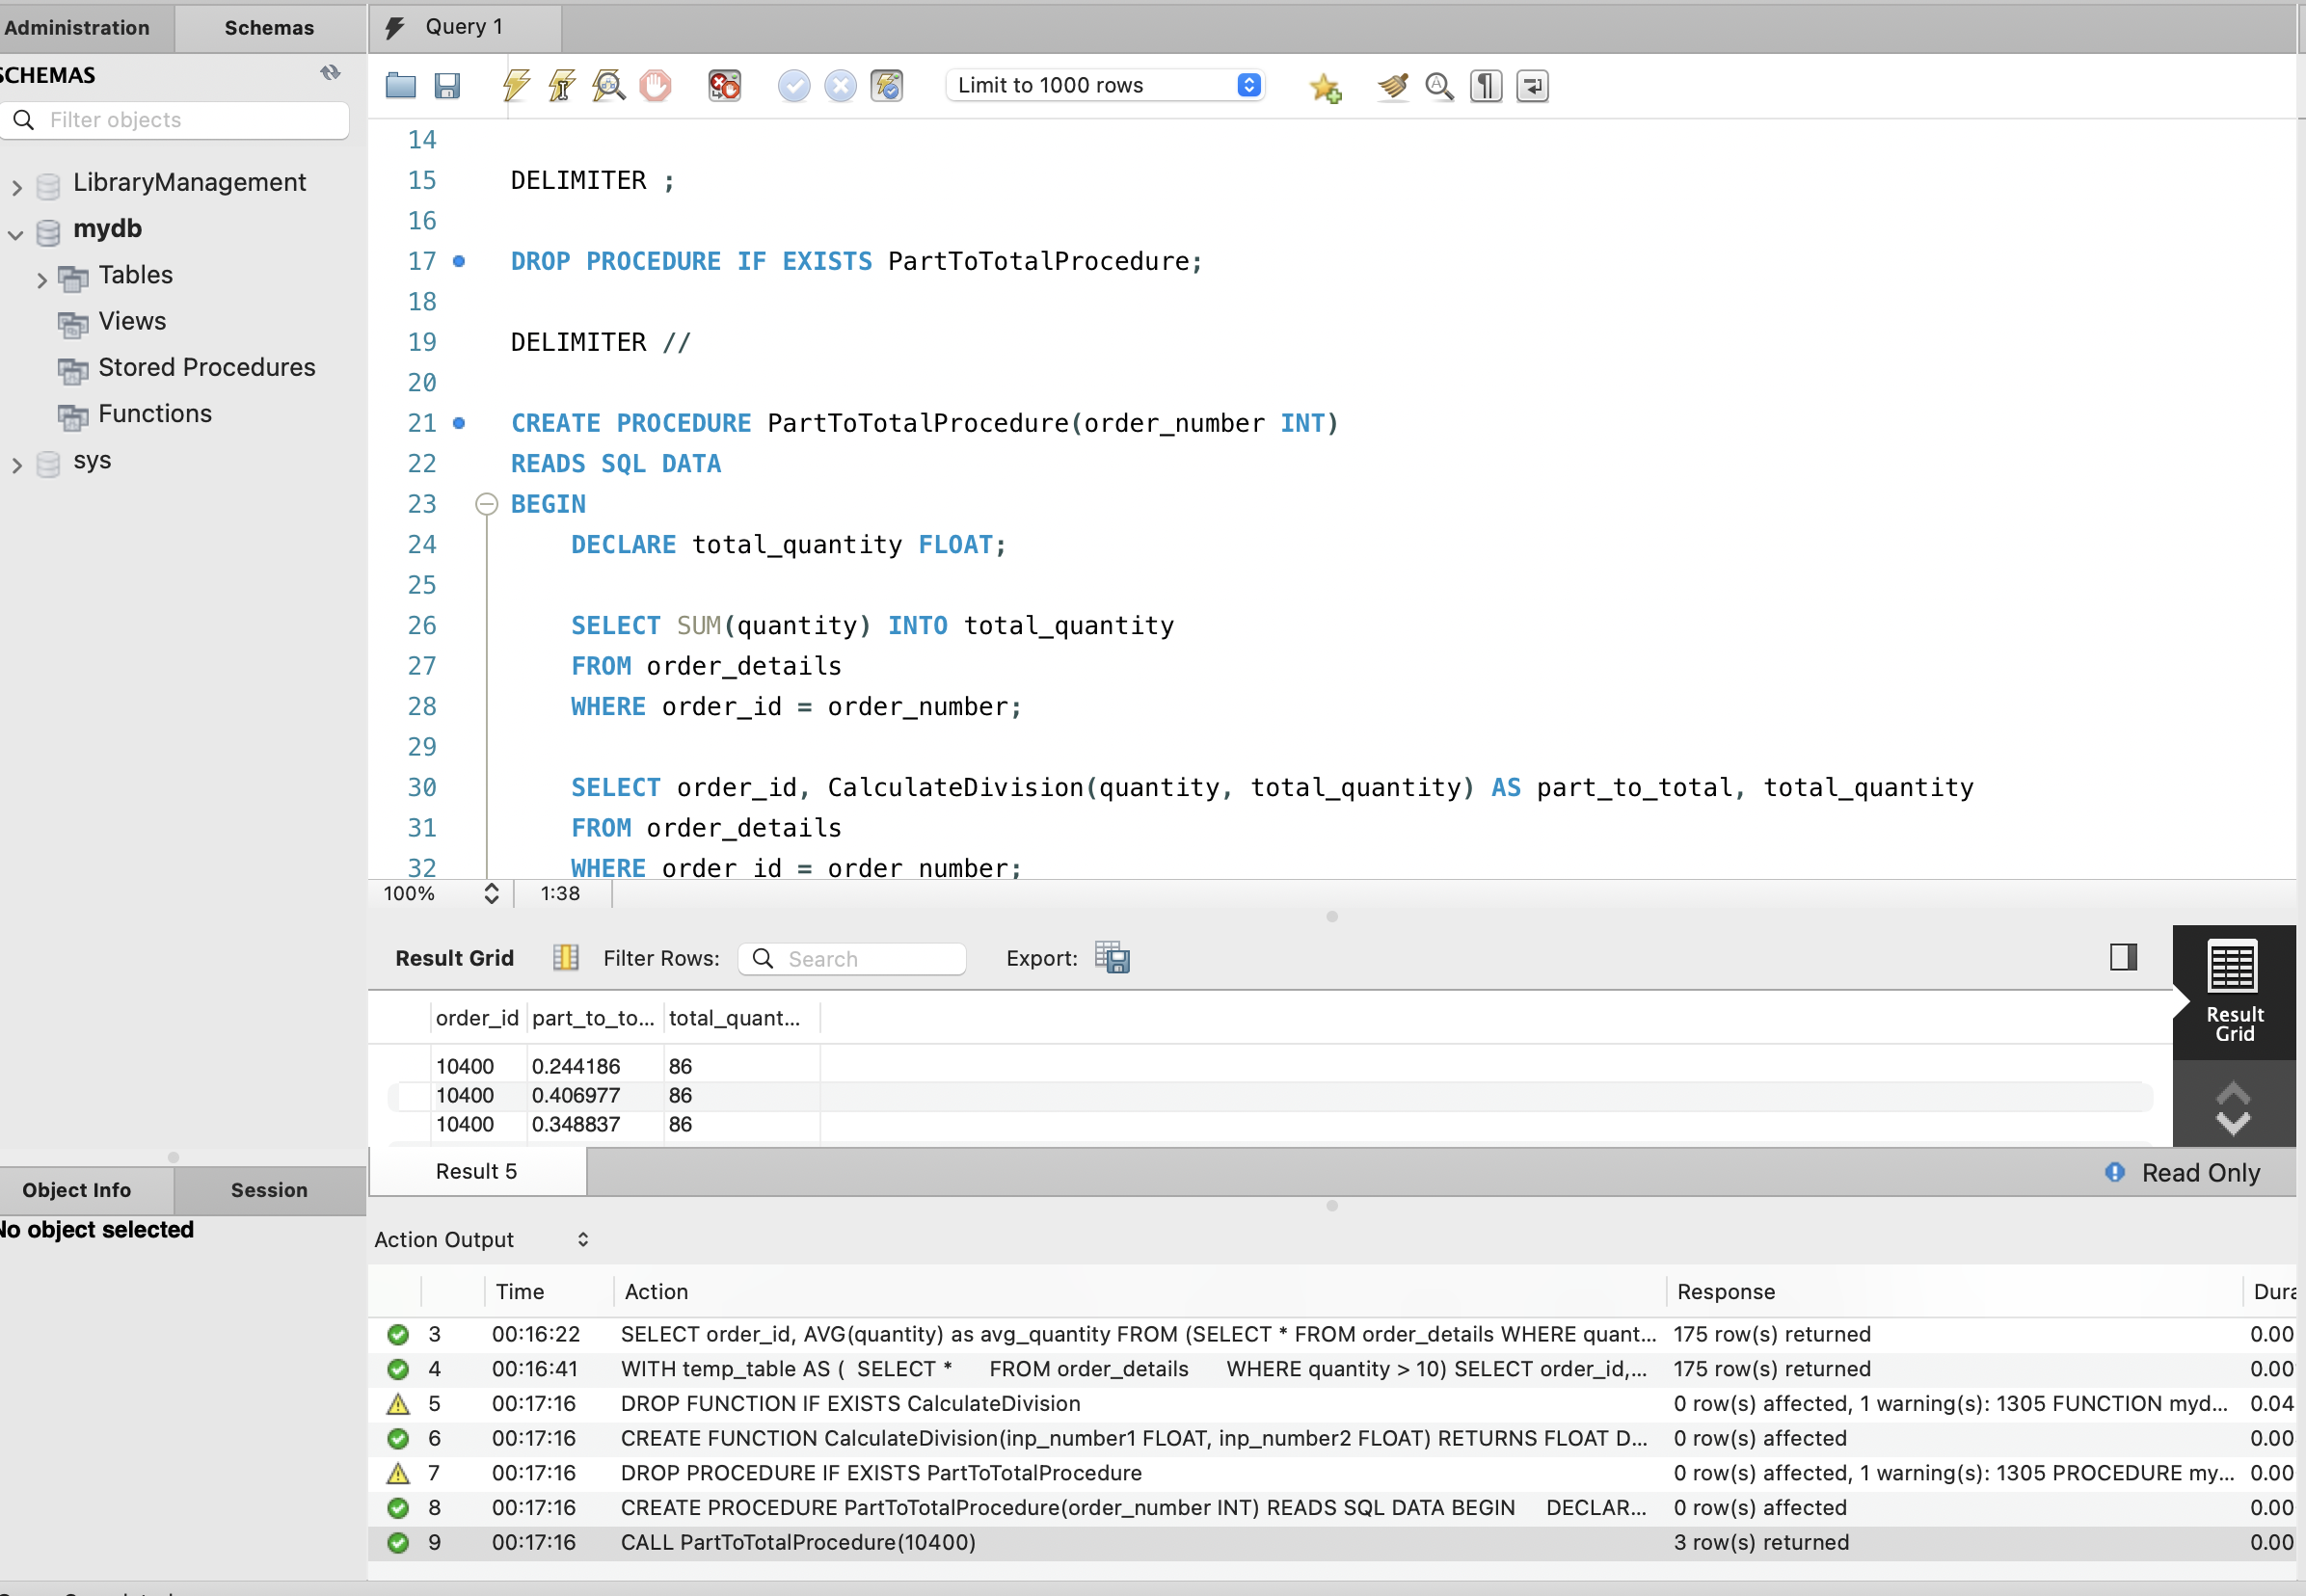 Administration
Schemas
SCHEMAS
Filter objects
LibraryManagement
mydb
Tables
Views
Stored Procedures
Functions
sys
Object Info
Session
No object selected
Query 1
Limit to 1000 rows
14
15 DELIMITER ;
16
17 DROP PROCEDURE IF EXISTS PartToTotalProcedure;
18
19 DELIMITER //
20
21 CREATE PROCEDURE PartToTotalProcedure(order_number INT)
22 READS SQL DATA
23 BEGIN
24 DECLARE total_quantity FLOAT;
25
26 SELECT SUM(quantity) INTO total_quantity
27 FROM order_details
28 WHERE order_id = order_number;
29
30 SELECT order_id, CalculateDivision(quantity, total_quantity) AS part_to_total, total_quantity
31 FROM order_details
32 WHERE order_id = order_number;
100% 1:38
Result Grid Filter Rows: Search Export:
order_id part_to_to... total_quant...
10400 0.244186 86
10400 0.406977 86
10400 0.348837 86
Result
Grid
Result 5
Read Only
Action Output
Time Action Response Dura
3 00:16:22 SELECT order_id, AVG(quantity) as avg_quantity FROM (SELECT * FROM order_details WHERE quant... 175 row(s) returned 0.00
4 00:16:41 WITH temp_table AS ( SELECT * FROM order_details WHERE quantity > 10) SELECT order_id,... 175 row(s) returned 0.00
5 00:17:16 DROP FUNCTION IF EXISTS CalculateDivision 0 row(s) affected, 1 warning(s): 1305 FUNCTION myd... 0.04
6 00:17:16 CREATE FUNCTION CalculateDivision(inp_number1 FLOAT, inp_number2 FLOAT) RETURNS FLOAT D... 0 row(s) affected 0.00
7 00:17:16 DROP PROCEDURE IF EXISTS PartToTotalProcedure 0 row(s) affected, 1 warning(s): 1305 PROCEDURE my... 0.00
8 00:17:16 CREATE PROCEDURE PartToTotalProcedure(order_number INT) READS SQL DATA BEGIN DECLAR... 0 row(s) affected 0.00
9 00:17:16 CALL PartToTotalProcedure(10400) 3 row(s) returned 0.00